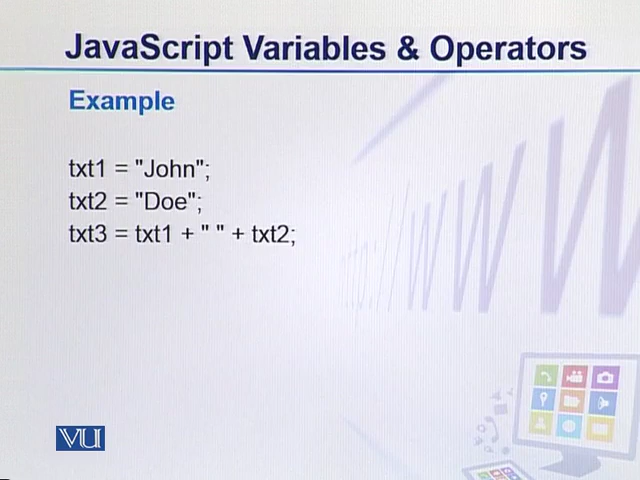 JavaScript Variables & Operators
Example
txt1 = "John";
txt2 = "Doe";
txt3 = txt1 + " " + txt2;
VU